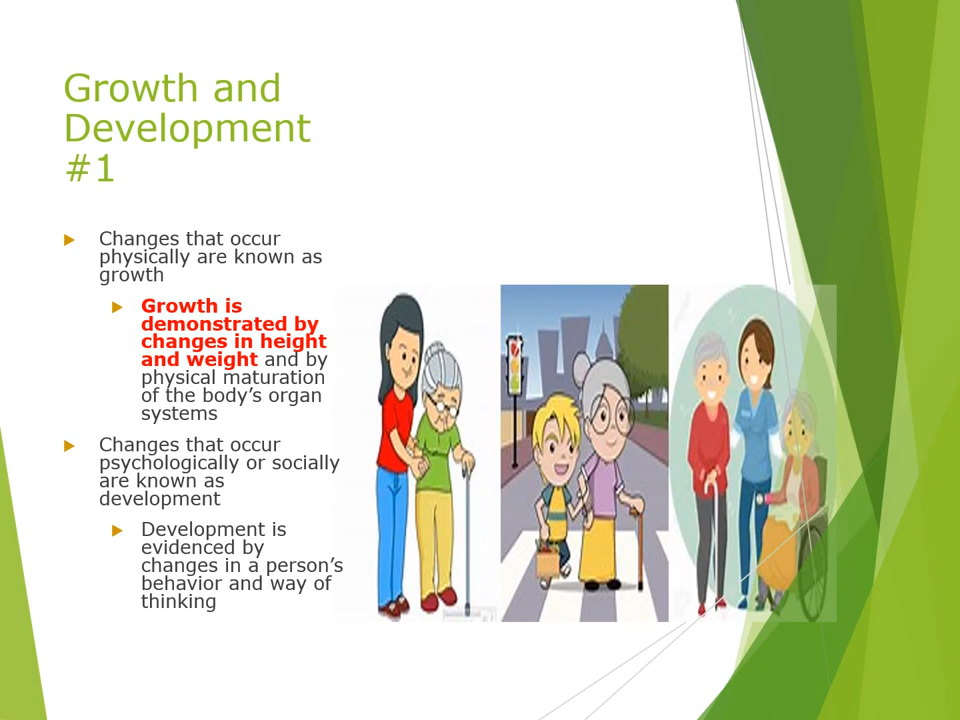 Growth and
Development
#1
Changes that occur
physically are known as
growth
Growth is
demonstrated by
changes in height
and weight and by
physical maturation
of the body’s organ
systems
Changes that occur
psychologically or socially
are known as
development
Development is
evidenced by
changes in a person’s
behavior and way of
thinking